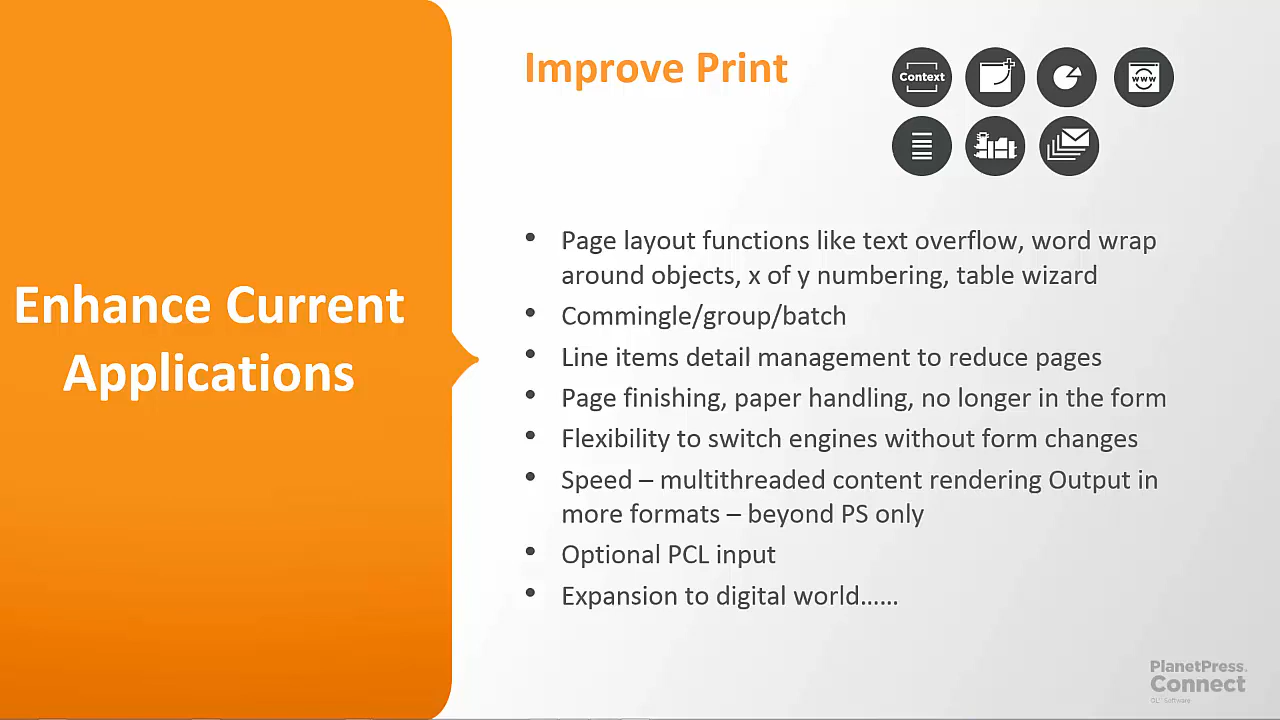 Improve Print
Context
www
Enhance Current
Applications
• Page layout functions like text overflow, word wrap
around objects, x of y numbering, table wizard
• Commingle/group/batch
• Line items detail management to reduce pages
• Page finishing, paper handling, no longer in the form
• Flexibility to switch engines without form changes
• Speed – multithreaded content rendering Output in
more formats – beyond PS only
• Optional PCL input
• Expansion to digital world......
PlanetPress.
Connect
Software